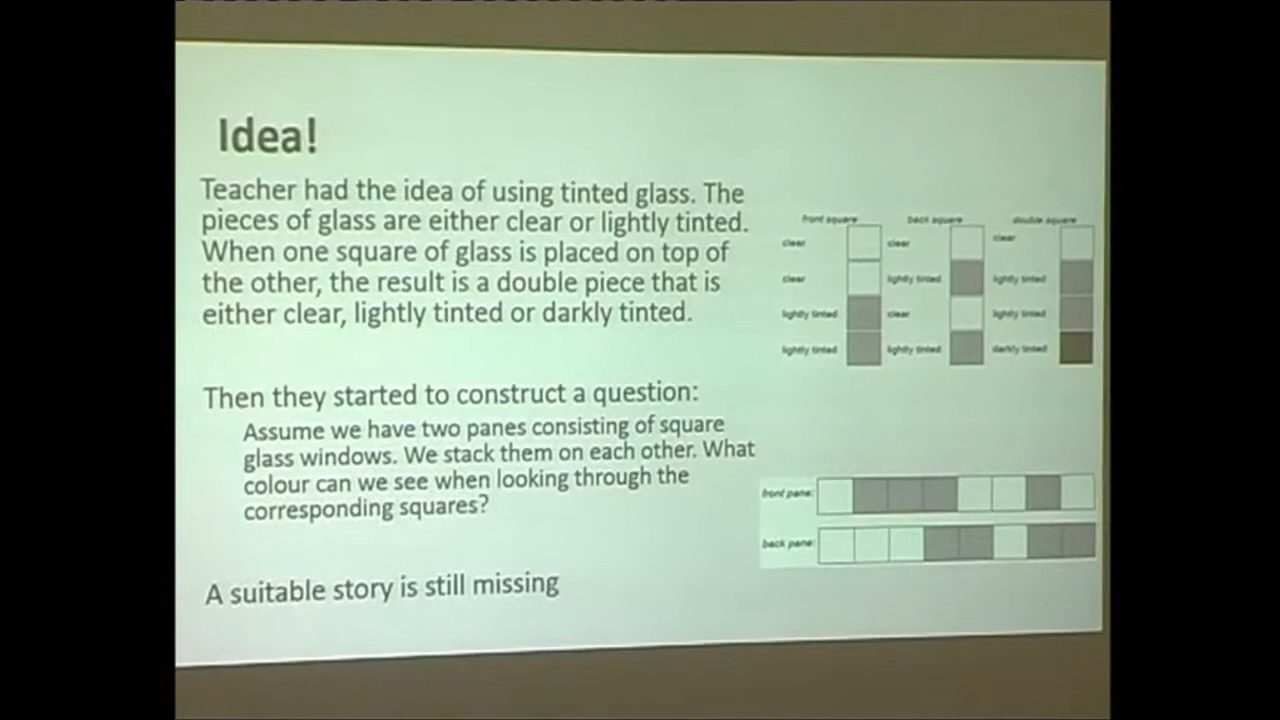 Idea!
Teacher had the idea of using tinted glass. The
pieces of glass are either clear or lightly tinted.
When one square of glass is placed on top of
the other, the result is a double piece that is
either clear, lightly tinted or darkly tinted.
Then they started to construct a question:
Assume we have two panes consisting of square
glass windows. We stack them on each other. What
colour can we see when looking through the
corresponding squares?
A suitable story is still missing
front square back square double square
clear clear clear
clear lightly tinted lightly tinted
lightly tinted clear lightly tinted
lightly tinted lightly tinted darkly tinted
front pane:
back pane: